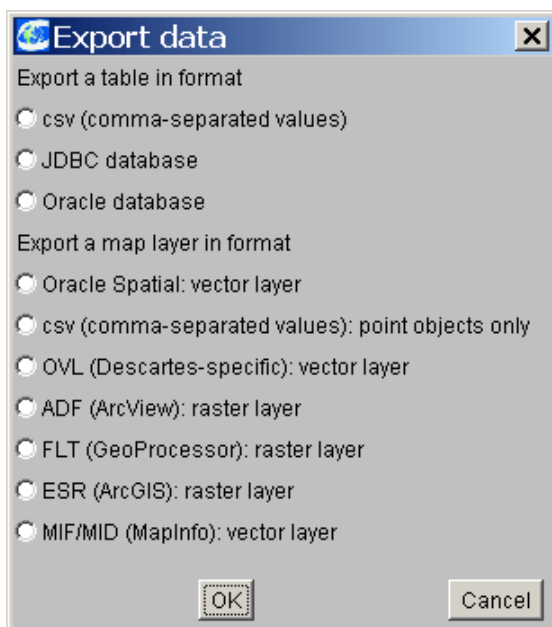 Export data
Export a table in format
csv (comma-separated values)
JDBC database
Oracle database
Export a map layer in format
Oracle Spatial: vector layer
csv (comma-separated values): point objects only
OVL (Descartes-specific): vector layer
ADF (ArcView): raster layer
FLT (GeoProcessor): raster layer
ESR (ArcGIS): raster layer
MIF/MID (MapInfo): vector layer
OK Cancel